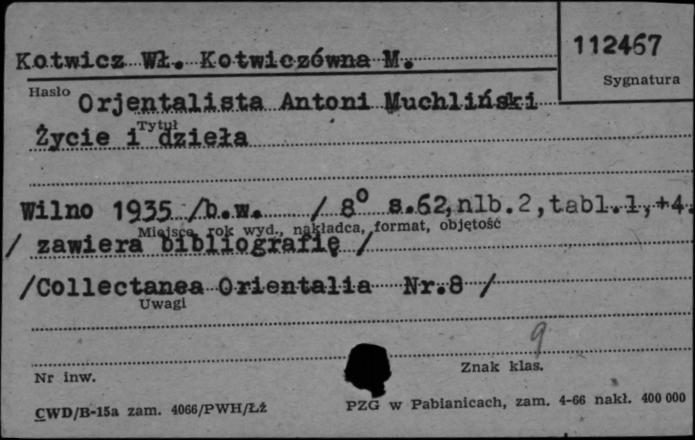 Kotwicz Wł. Kotwiczówna M.
112467
Sygnatura
Hasło
Orjentalista Antoni Muchliński
Tytuł
Życie i dzieła
Wilno 1935 /b.w. / 8° s.62,nlb.2,tabl.1,+4.
Miejsce, rok wyd., nakładca, format, objętość
/ zawiera bibliografię /
/Collectanea Orientalia Nr.8 /
Uwagi
9
Nr inw.
Znak klas.
CWD/B-15a zam. 4066/PWH/Łź
PZG w Pabianicach, zam. 4-66 nakł. 400 000